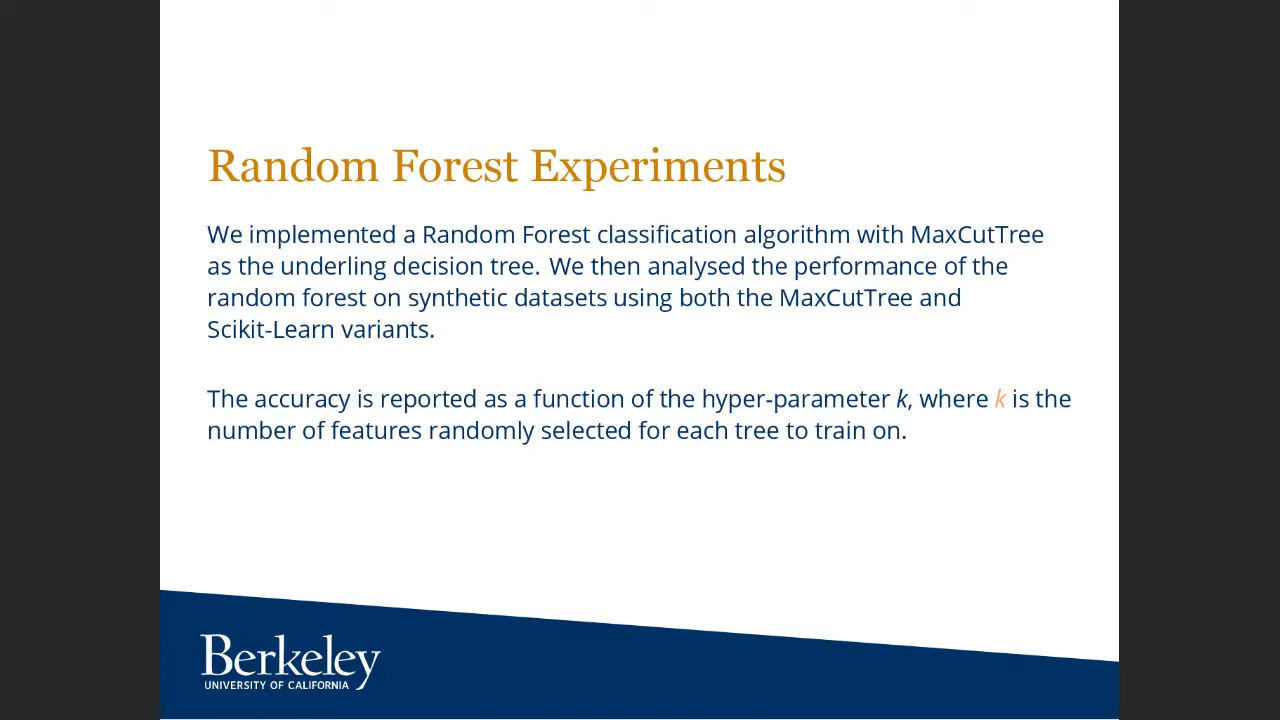 Random Forest Experiments
We implemented a Random Forest classification algorithm with MaxCutTree
as the underling decision tree. We then analysed the performance of the
random forest on synthetic datasets using both the MaxCutTree and
Scikit-Learn variants.
The accuracy is reported as a function of the hyper-parameter k, where k is the
number of features randomly selected for each tree to train on.
Berkeley
UNIVERSITY OF CALIFORNIA